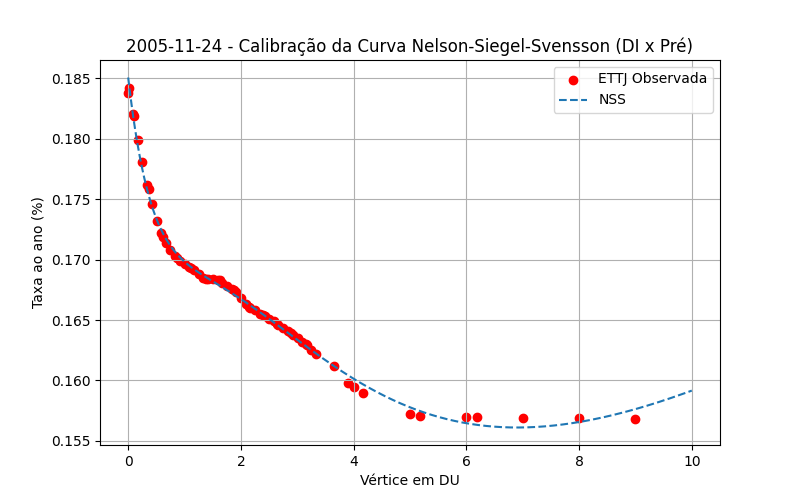 2005-11-24 - Calibração da Curva Nelson-Siegel-Svensson (DI x Pré)
ETTJ Observada
NSS
Taxa ao ano (%)
0.185
0.180
0.175
0.170
0.165
0.160
0.155
0 2 4 6 8 10
Vértice em DU